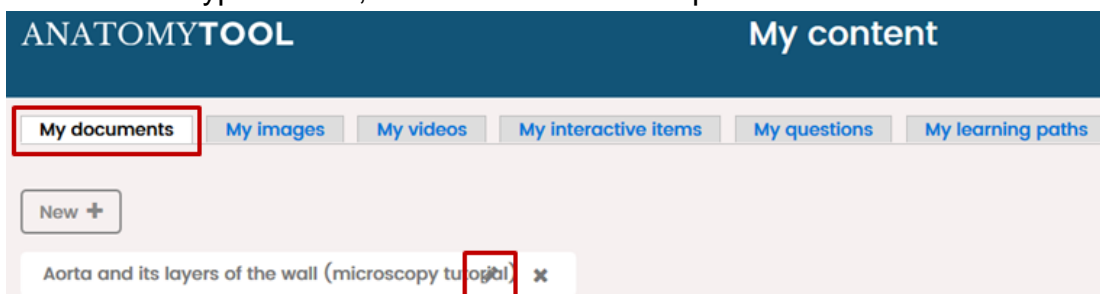 ANATOMYTOOL My content
My documents My images My videos My interactive items My questions My learning paths
New +
Aorta and its layers of the wall (microscopy tutorial) ×